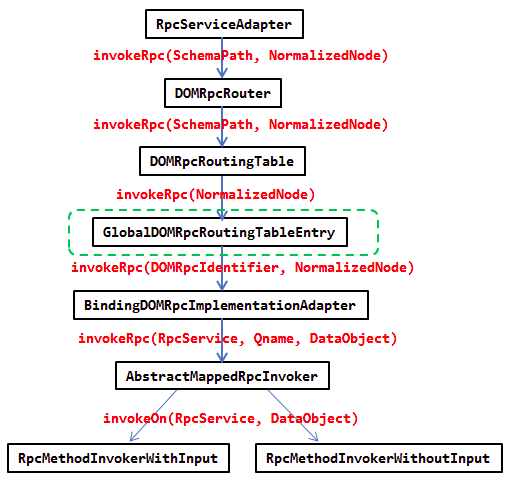 RpcServiceAdapter
invokeRpc(SchemaPath, NormalizedNode)
DOMRpcRouter
invokeRpc(SchemaPath, NormalizedNode)
DOMRpcRoutingTable
invokeRpc(NormalizedNode)
GlobalDOMRpcRoutingTableEntry
invokeRpc(DOMRpcIdentifier, NormalizedNode)
BindingDOMRpcImplementationAdapter
invokeRpc(RpcService, Qname, DataObject)
AbstractMappedRpcInvoker
invokeOn(RpcService, DataObject)
RpcMethodInvokerWithInput
RpcMethodInvokerWithoutInput